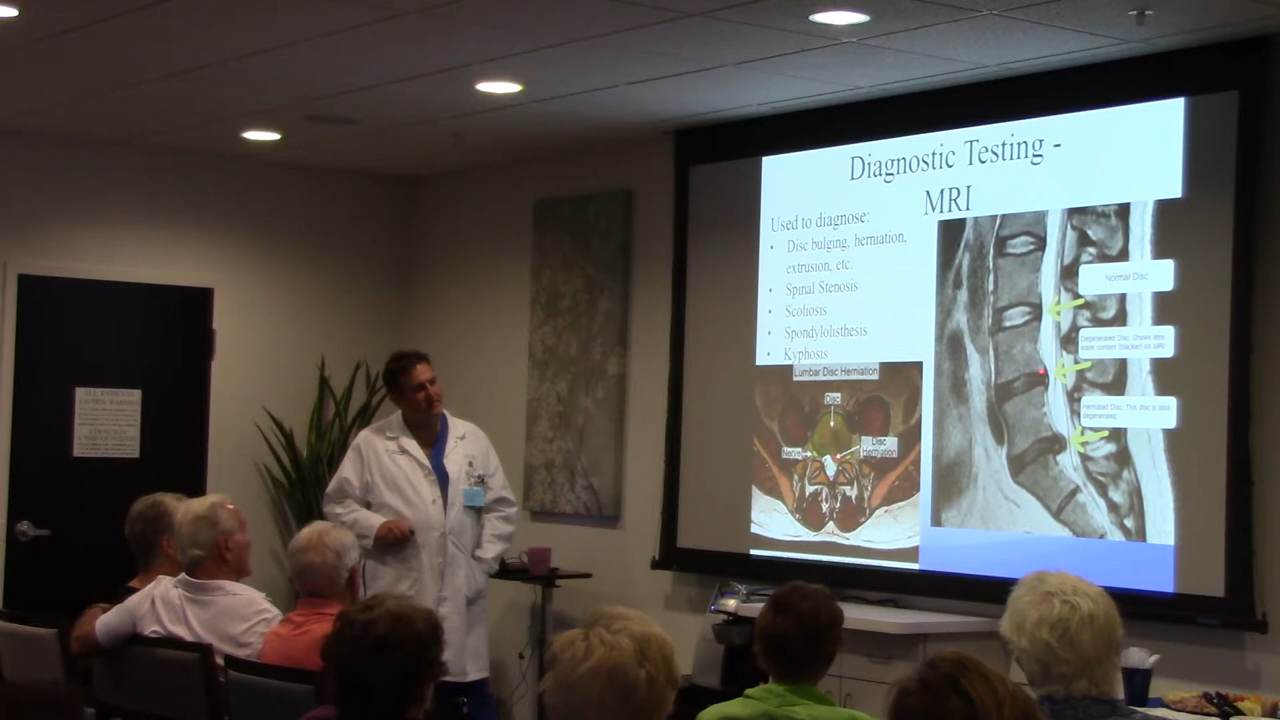 Diagnostic Testing -
MRI
Used to diagnose:
• Disc bulging, herniation,
extrusion, etc.
• Spinal Stenosis
• Scoliosis
• Spondylolisthesis
• Kyphosis
Lumbar Disc Herniation
Disc
Nerve
Disc
Herniation
Normal Disc
Degenerated Disc. Shows less
water content (blacker) on MRI
Herniated Disc. This disc is also
degenerated.
ALL PATIENTS